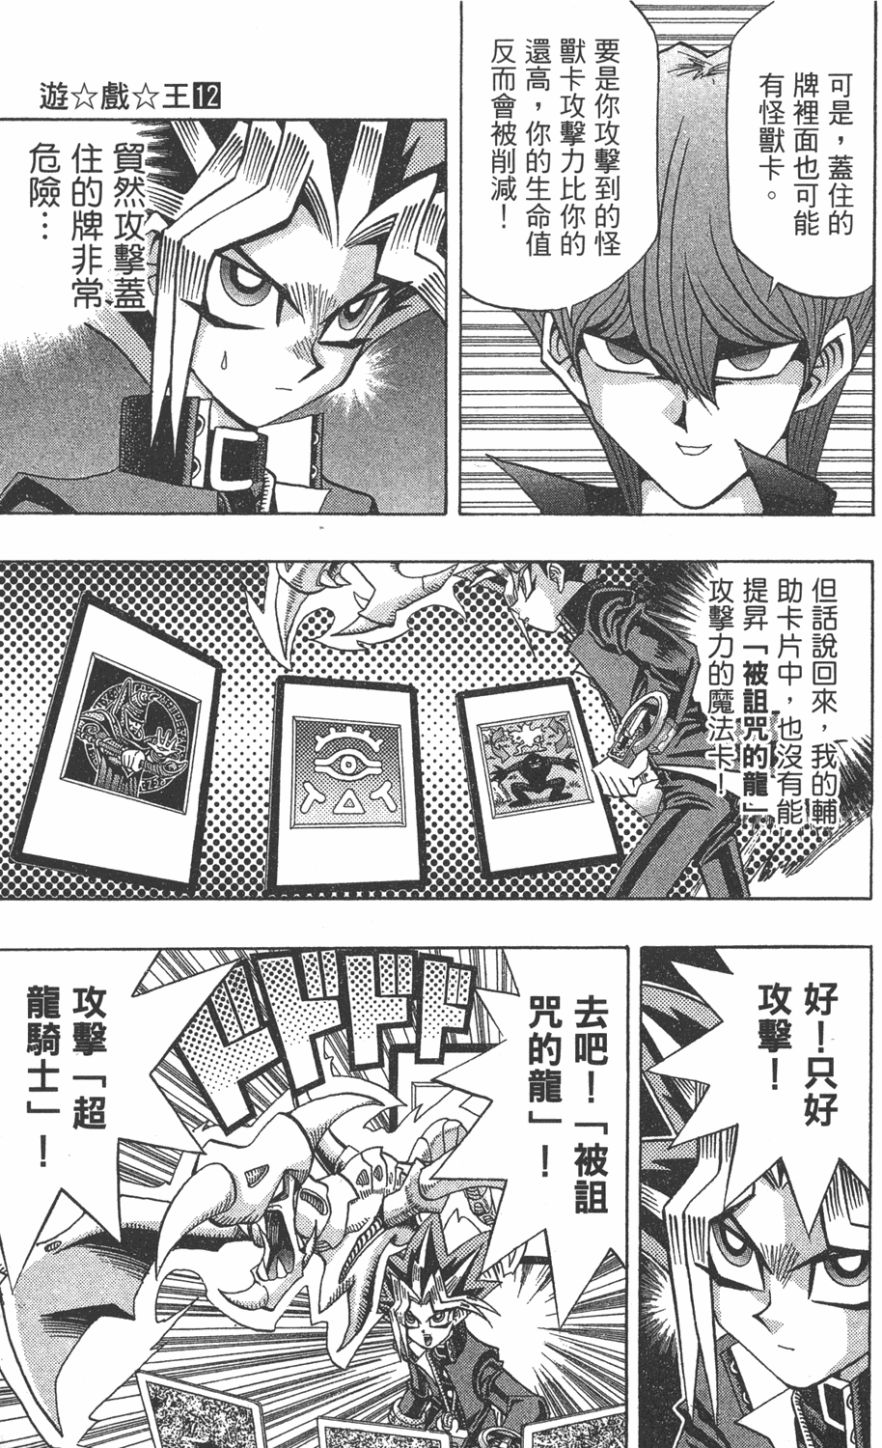 遊☆戲☆王12
可是，蓋住的
牌裡面也可能
有怪獸卡。
要是你攻擊到的怪
獸卡攻擊力比你的
還高，你的生命值
反而會被削減！
貿然攻擊蓋
住的牌非常
危險…
但話說回來，我的輔
助卡片中，也沒有能
提昇「被詛咒的龍」
攻擊力的魔法卡！
好！只好
攻擊！
去吧！「被詛
咒的龍」！
ドドドド
攻擊「超
龍騎士」！